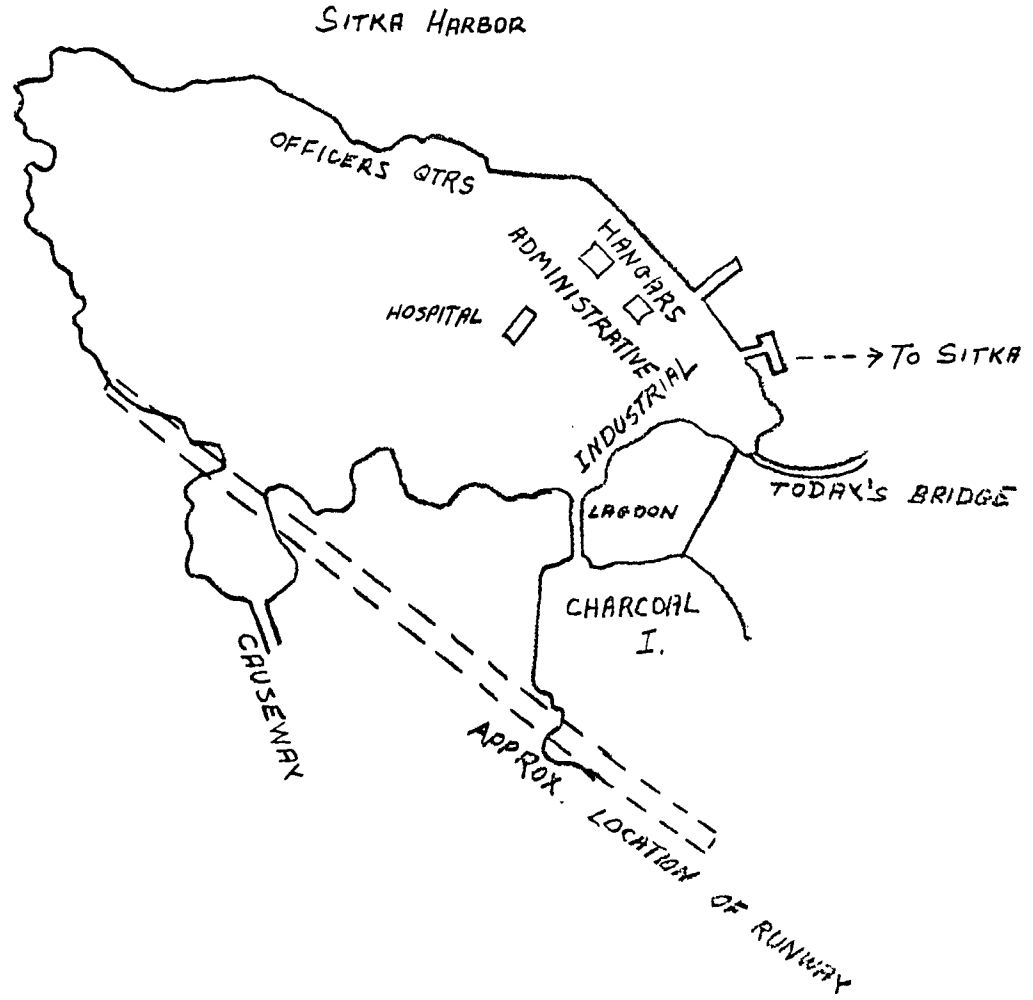 SITKA HARBOR
OFFICERS QTRS
HANGARS
ADMINISTRATIVE
HOSPITAL
TO SITKA
INDUSTRIAL
TODAY'S BRIDGE
LAGOON
CHARCOAL
I.
CAUSEWAY
APPROX. LOCATION OF RUNWAY